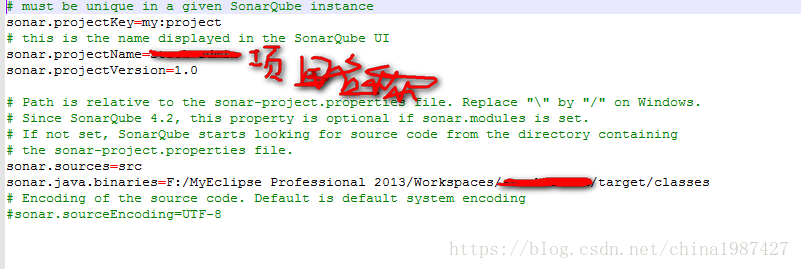 # must be unique in a given SonarQube instance
sonar.projectKey=my:project
# this is the name displayed in the SonarQube UI
sonar.projectName=
项
sonar.projectVersion=1.0
# Path is relative to the sonar-project.properties file. Replace "\" by "/" on Windows.
# Since SonarQube 4.2, this property is optional if sonar.modules is set.
# If not set, SonarQube starts looking for source code from the directory containing
# the sonar-project.properties file.
sonar.sources=src
sonar.java.binaries=F:/MyEclipse Professional 2013/Workspaces/ /target/classes
# Encoding of the source code. Default is default system encoding
#sonar.sourceEncoding=UTF-8
https://blog.csdn.net/china1987427